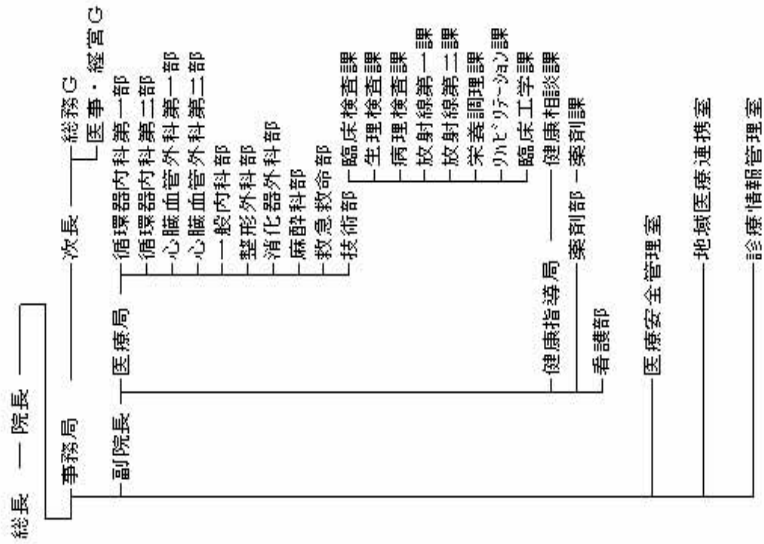 総長
院長
事務局
次長
総務G
医事・経営G
副院長
医療局
循環器内科第一部
循環器内科第二部
心臓血管外科第一部
心臓血管外科第二部
一般内科部
整形外科部
消化器外科部
麻酔科部
救急救命部
技術部
臨床検査課
生理検査課
病理検査課
放射線第一課
放射線第二課
栄養調理課
ﾘﾊﾋﾞﾘﾃｰｼｮﾝ課
臨床工学課
健康指導局
健康相談課
薬剤部
薬剤課
看護部
医療安全管理室
地域医療連携室
診療情報管理室